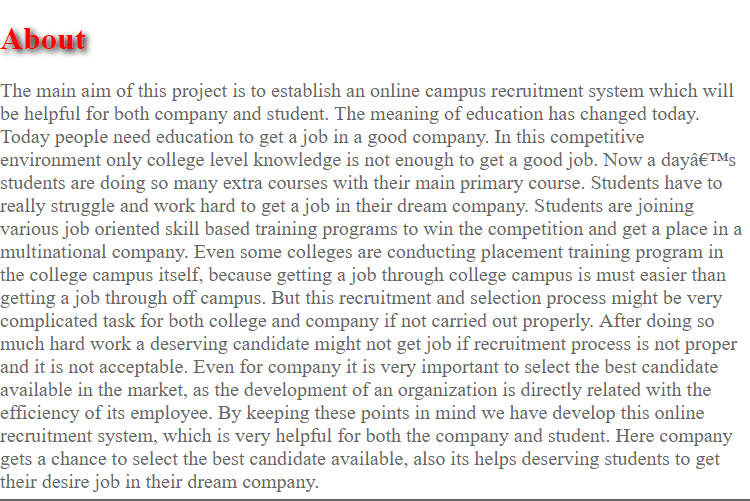 About
The main aim of this project is to establish an online campus recruitment system which will
be helpful for both company and student. The meaning of education has changed today.
Today people need education to get a job in a good company. In this competitive
environment only college level knowledge is not enough to get a good job. Now a dayâ€™s
students are doing so many extra courses with their main primary course. Students have to
really struggle and work hard to get a job in their dream company. Students are joining
various job oriented skill based training programs to win the competition and get a place in a
multinational company. Even some colleges are conducting placement training program in
the college campus itself, because getting a job through college campus is must easier than
getting a job through off campus. But this recruitment and selection process might be very
complicated task for both college and company if not carried out properly. After doing so
much hard work a deserving candidate might not get job if recruitment process is not proper
and it is not acceptable. Even for company it is very important to select the best candidate
available in the market, as the development of an organization is directly related with the
efficiency of its employee. By keeping these points in mind we have develop this online
recruitment system, which is very helpful for both the company and student. Here company
gets a chance to select the best candidate available, also its helps deserving students to get
their desire job in their dream company.